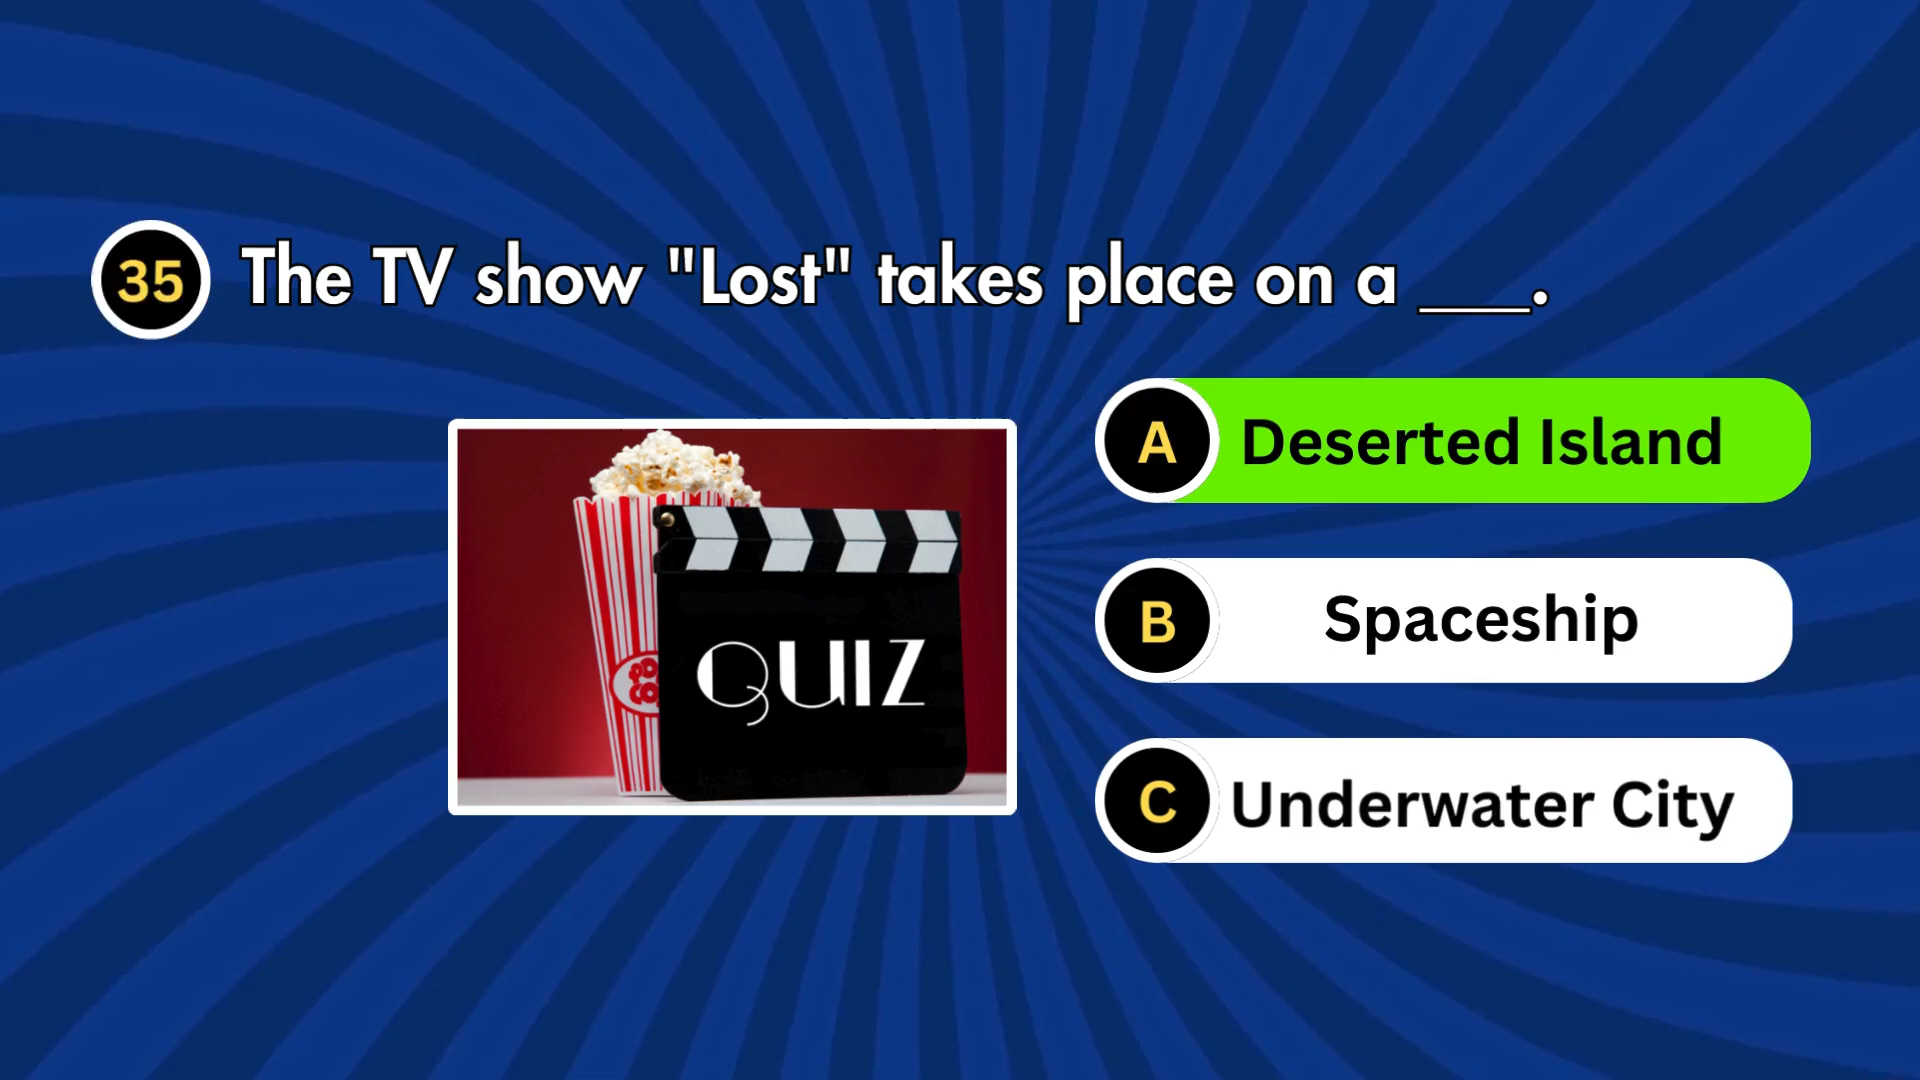 35 The TV show "Lost" takes place on a ___.
A Deserted Island
QUIZ
B Spaceship
C Underwater City